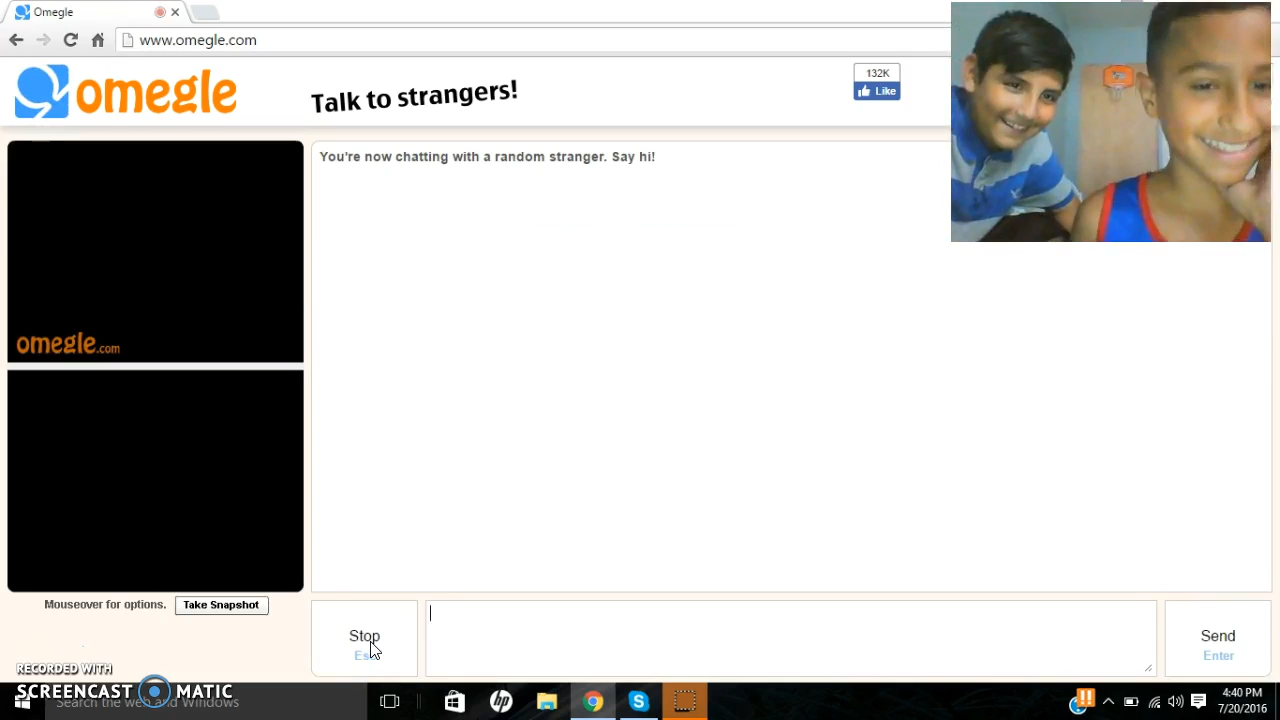 Omegle
www.omegle.com
omegle
Talk to strangers!
132K
Like
You're now chatting with a random stranger. Say hi!
omegle.com
Mouseover for options.
Take Snapshot
Stop
Send
Enter
RECORDED WITH
SCREENCAST MATIC
Search the web and Windows
hp
4:40 PM
7/20/2016